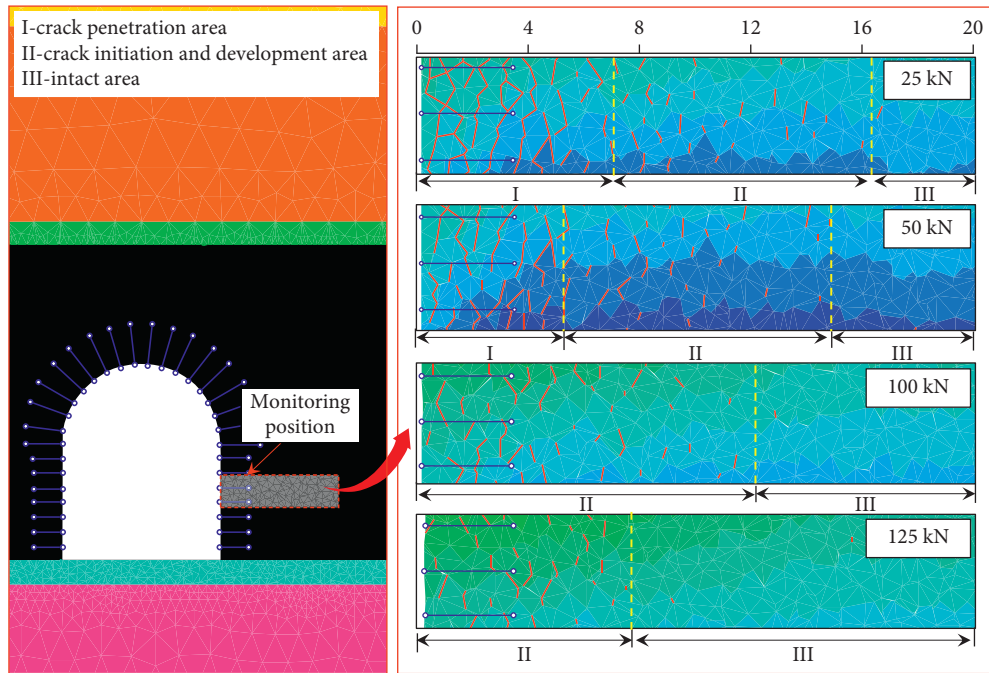 I-crack penetration area
II-crack initiation and development area
III-intact area
Monitoring
position
0 4 8 12 16 20
25 kN
I II III
50 kN
I II III
100 kN
II III
125 kN
II III